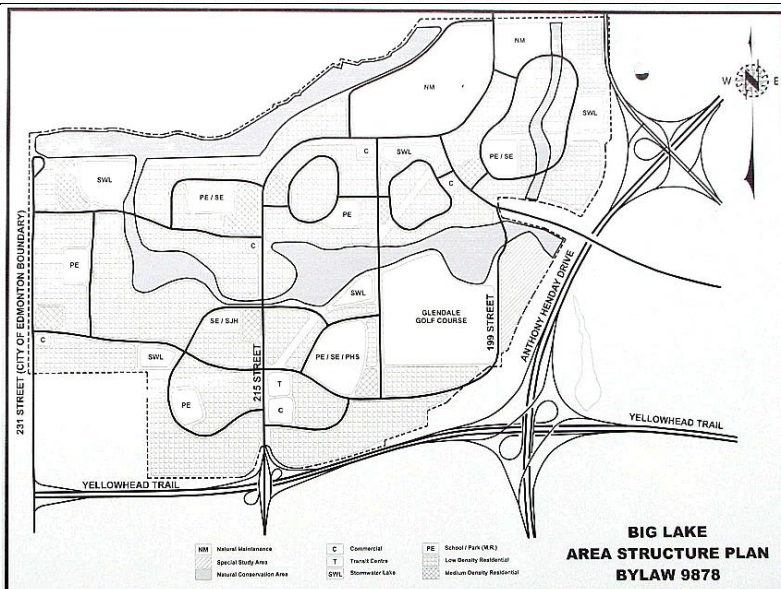 NM
NM
W
E
SWL
C
SWL
PE / SE
C
SWL
PE / SE
PE
C
PE
SWL
GLENDALE
GOLF COURSE
SE / SJH
199 STREET
ANTHONY HENDAY DRIVE
231 STREET (CITY OF EDMONTON BOUNDARY)
215 STREET
C
SWL
PE / SE / PHS
T
PE
C
YELLOWHEAD TRAIL
YELLOWHEAD TRAIL
NM Natural Maintenance
Special Study Area
Natural Conservation Area
C Commercial
T Transit Centre
SWL Stormwater Lake
PE School / Park (M.R.)
Low Density Residential
Medium Density Residential
BIG LAKE
AREA STRUCTURE PLAN
BYLAW 9878